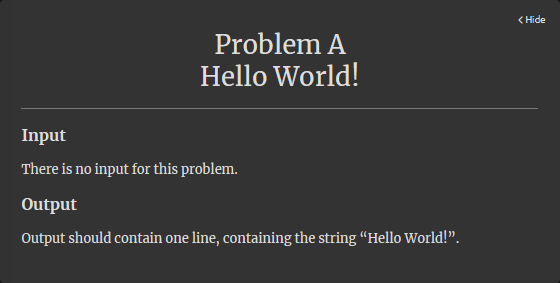 Hide
Problem A
Hello World!
Input
There is no input for this problem.
Output
Output should contain one line, containing the string “Hello World!”.